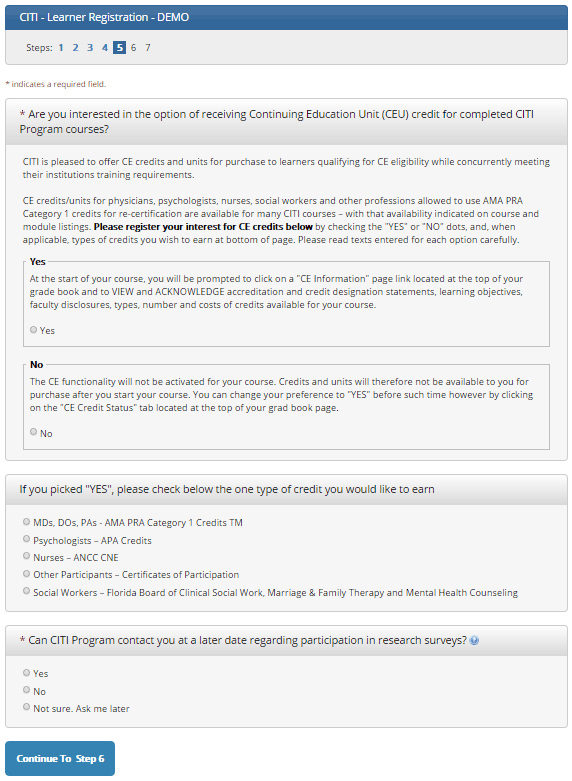 CITI - Learner Registration - DEMO
Steps: 1 2 3 4 5 6 7
* indicates a required field.
* Are you interested in the option of receiving Continuing Education Unit (CEU) credit for completed CITI
Program courses?
CITI is pleased to offer CE credits and units for purchase to learners qualifying for CE eligibility while concurrently meeting
their institutions training requirements.
CE credits/units for physicians, psychologists, nurses, social workers and other professions allowed to use AMA PRA
Category 1 credits for re-certification are available for many CITI courses – with that availability indicated on course and
module listings. Please register your interest for CE credits below by checking the "YES" or "NO" dots, and, when
applicable, types of credits you wish to earn at bottom of page. Please read texts entered for each option carefully.
Yes
At the start of your course, you will be prompted to click on a "CE Information" page link located at the top of your
grade book and to VIEW and ACKNOWLEDGE accreditation and credit designation statements, learning objectives,
faculty disclosures, types, number and costs of credits available for your course.
Yes
No
The CE functionality will not be activated for your course. Credits and units will therefore not be available to you for
purchase after you start your course. You can change your preference to "YES" before such time however by clicking
on the "CE Credit Status" tab located at the top of your grad book page.
No
If you picked "YES", please check below the one type of credit you would like to earn
MDs, DOs, PAs - AMA PRA Category 1 Credits TM
Psychologists – APA Credits
Nurses – ANCC CNE
Other Participants – Certificates of Participation
Social Workers – Florida Board of Clinical Social Work, Marriage & Family Therapy and Mental Health Counseling
* Can CITI Program contact you at a later date regarding participation in research surveys? ?
Yes
No
Not sure. Ask me later
Continue To Step 6